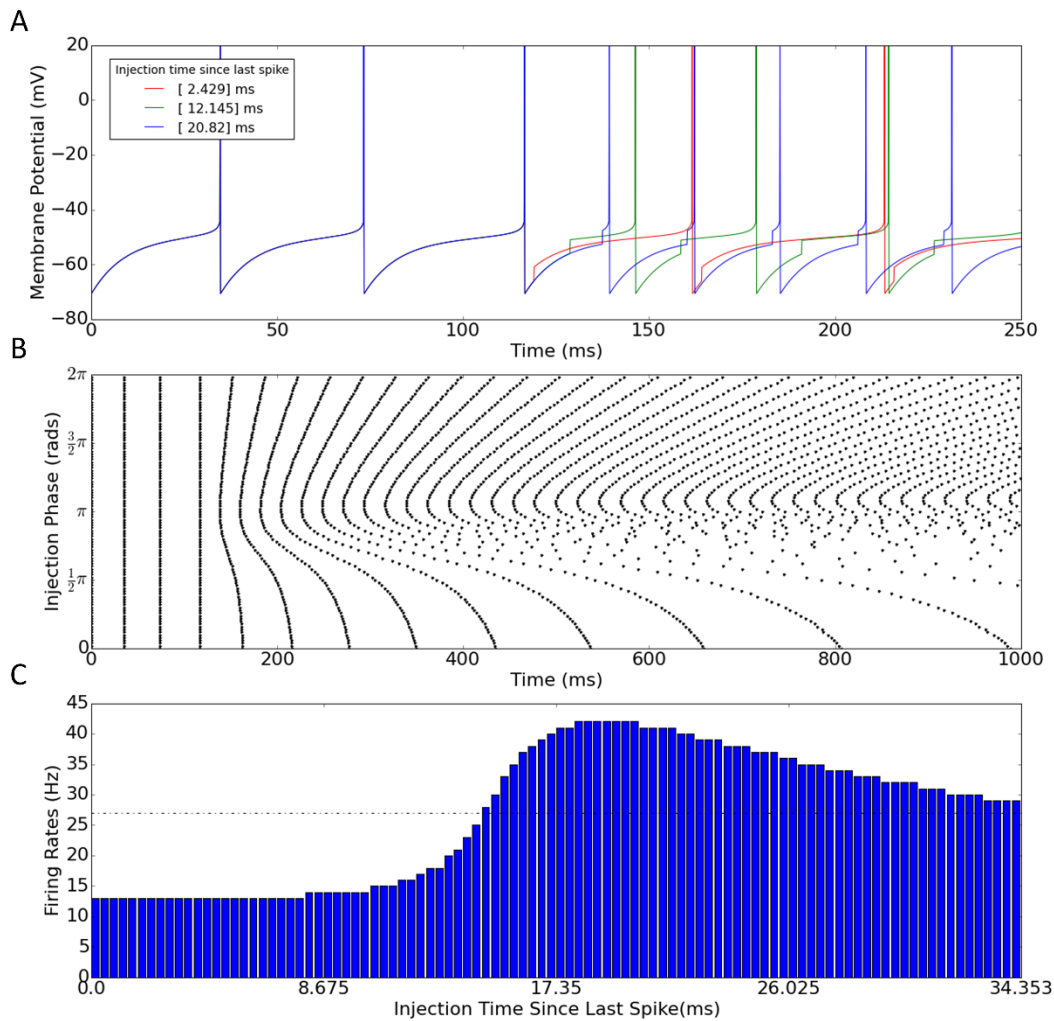 A
Membrane Potential (mV)
20
0
−20
−40
−60
−80
Injection time since last spike
[ 2.429] ms
[ 12.145] ms
[ 20.82] ms
0
50
100
150
200
250
Time (ms)
B
Injection Phase (rads)
2π
3/2 π
π
1/2 π
0
0
200
400
600
800
1000
Time (ms)
C
Firing Rates (Hz)
45
40
35
30
25
20
15
10
5
0
0.0
8.675
17.35
26.025
34.353
Injection Time Since Last Spike(ms)